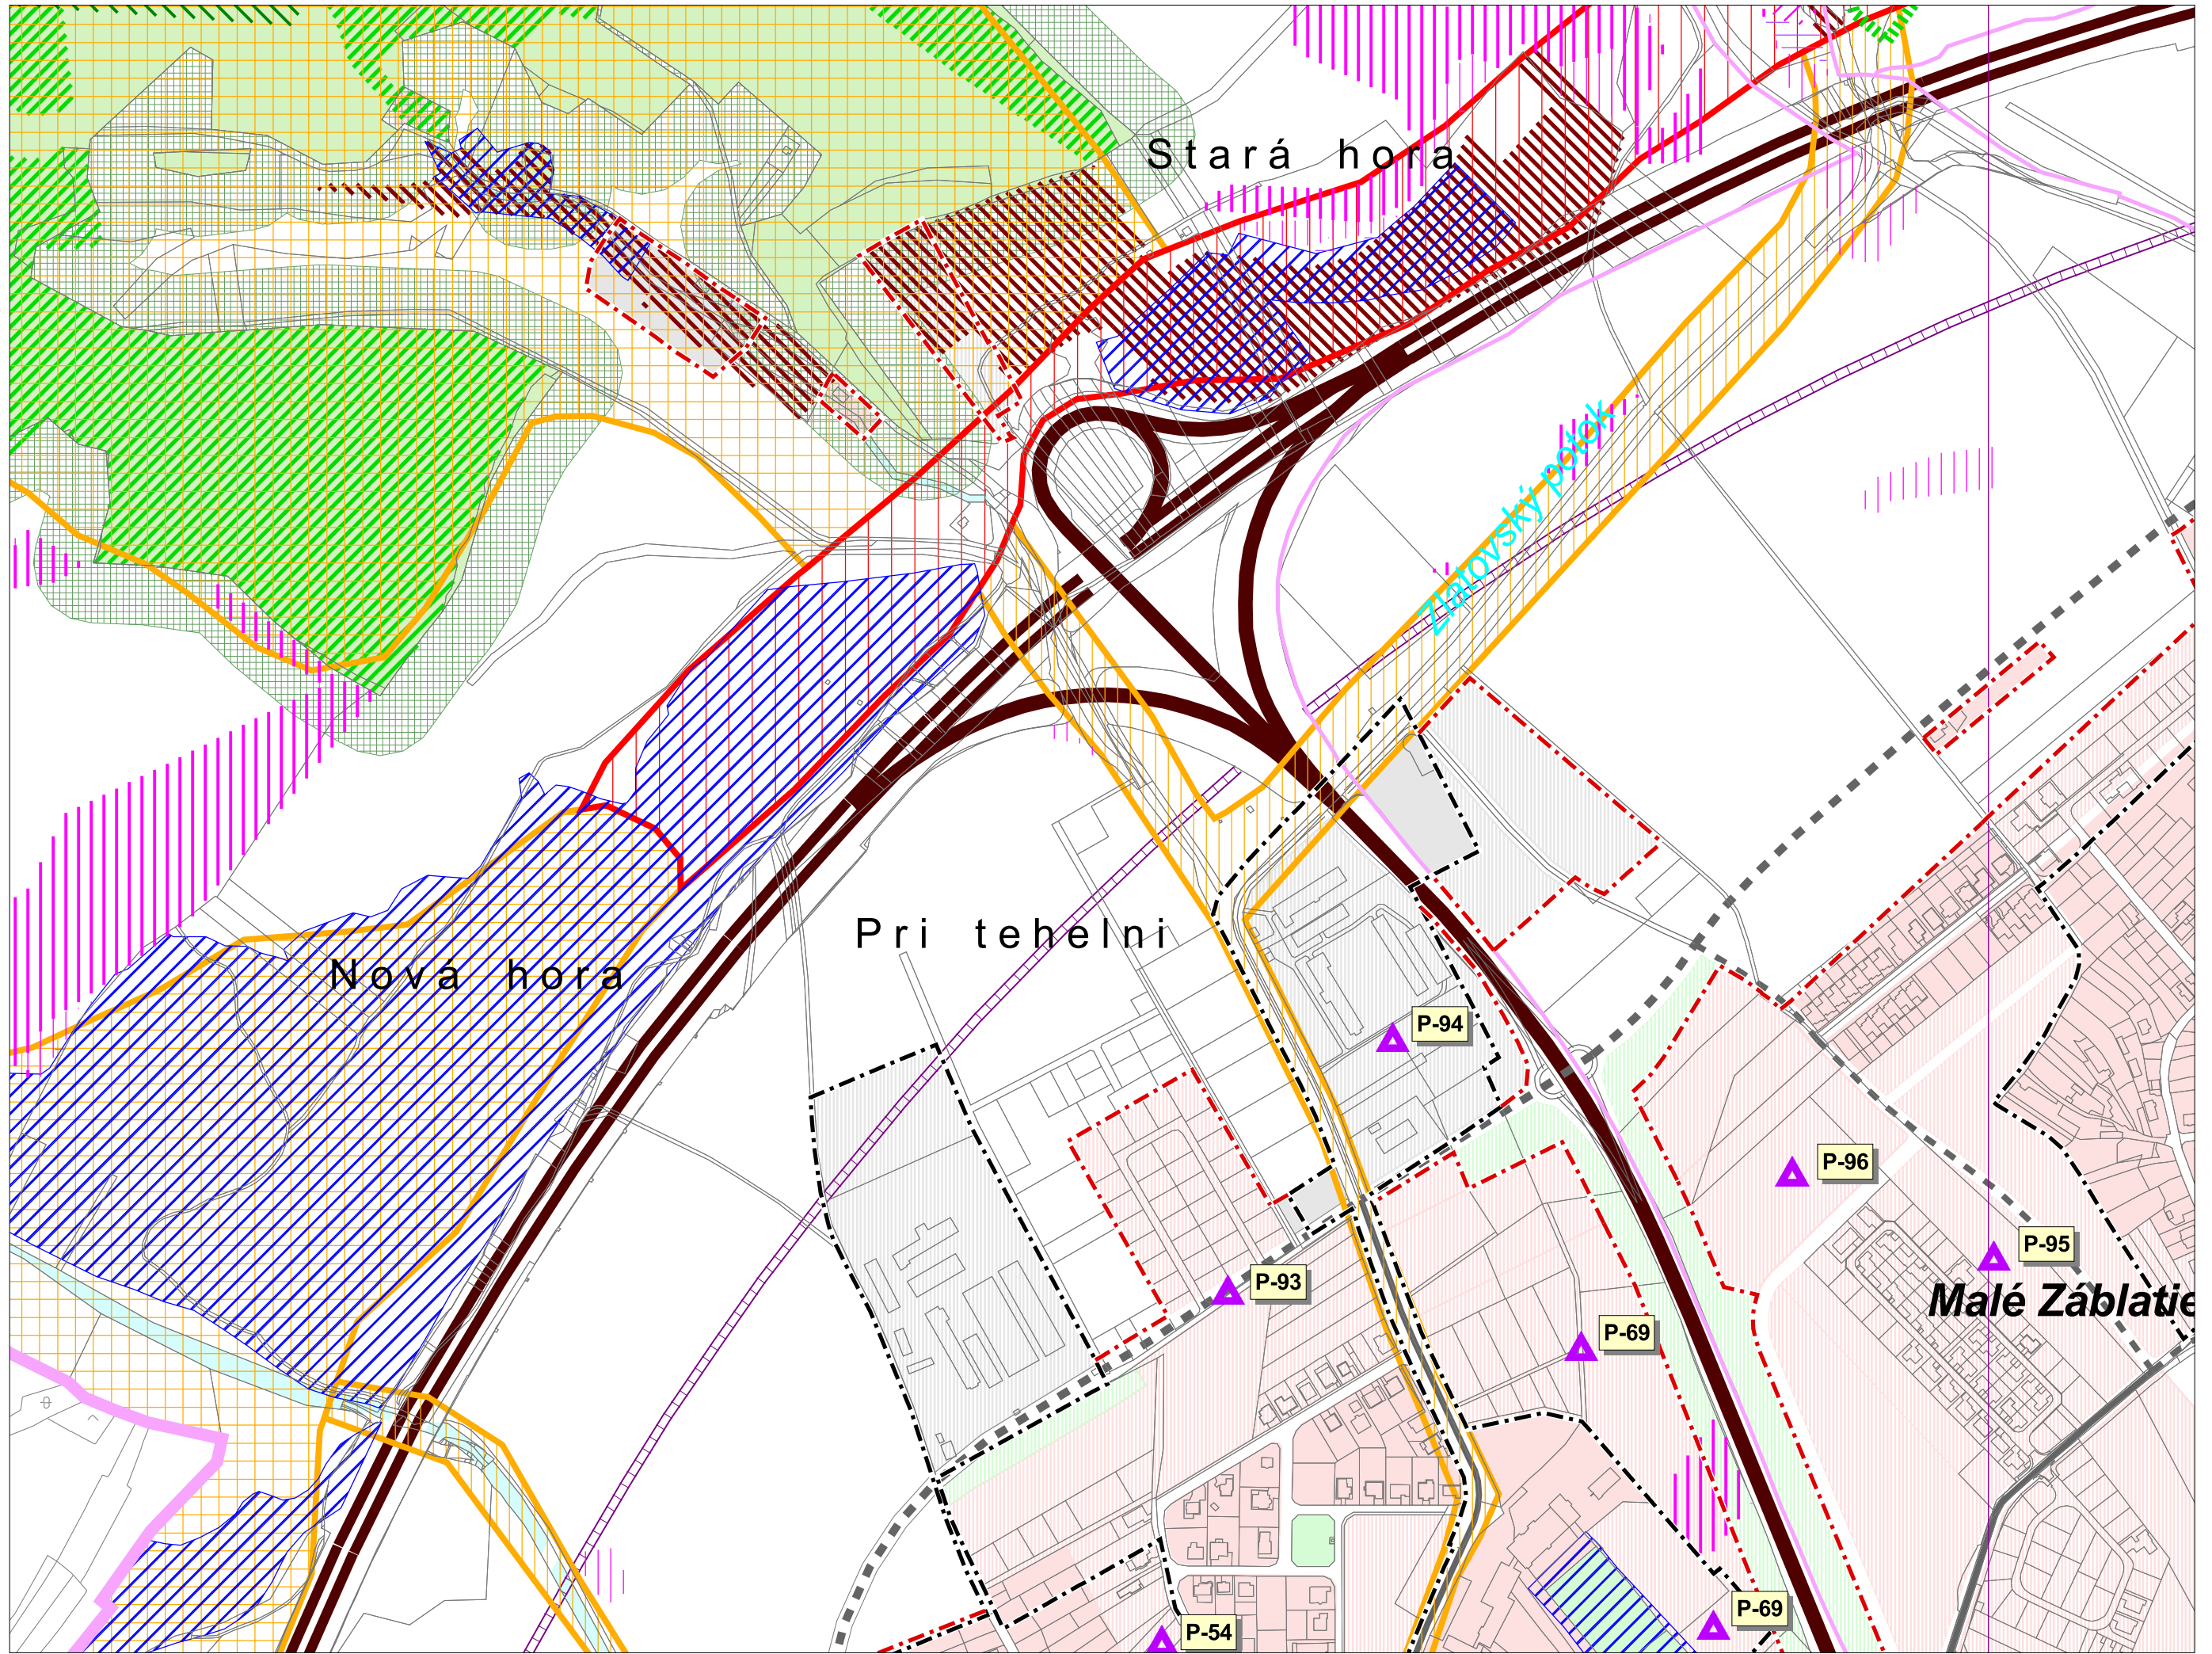 Stará hora
Zlatovský potok
Pri tehelni
Nová hora
P-94
P-96
P-95
P-93
Malé Záblatie
P-69
P-69
P-54